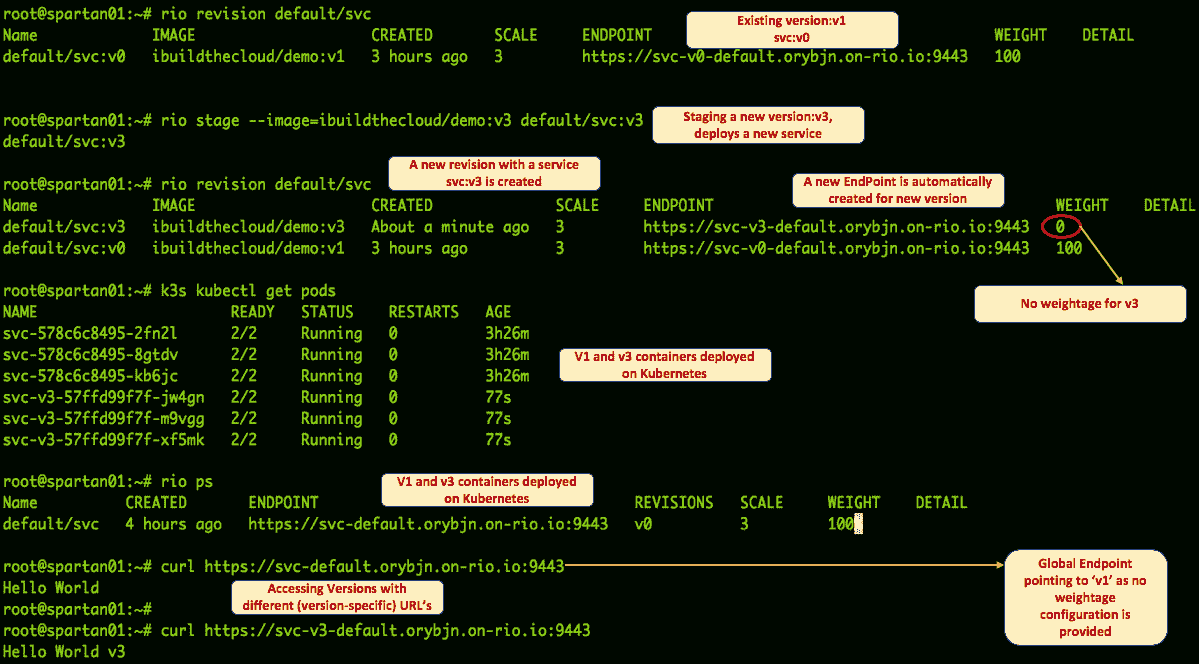 root@spartan01:~# rio revision default/svc
Existing version:v1
svc:v0
Name IMAGE CREATED SCALE ENDPOINT WEIGHT DETAIL
default/svc:v0 ibuildthecloud/demo:v1 3 hours ago 3 https://svc-v0-default.orybjn.on-rio.io:9443 100
root@spartan01:~# rio stage --image=ibuildthecloud/demo:v3 default/svc:v3
Staging a new version:v3,
deploys a new service
default/svc:v3
A new revision with a service
svc:v3 is created
root@spartan01:~# rio revision default/svc
A new EndPoint is automatically
created for new version
Name IMAGE CREATED SCALE ENDPOINT WEIGHT DETAIL
default/svc:v3 ibuildthecloud/demo:v3 About a minute ago 3 https://svc-v3-default.orybjn.on-rio.io:9443 0
default/svc:v0 ibuildthecloud/demo:v1 3 hours ago 3 https://svc-v0-default.orybjn.on-rio.io:9443 100
No weightage for v3
root@spartan01:~# k3s kubectl get pods
NAME READY STATUS RESTARTS AGE
svc-578c6c8495-2fn2l 2/2 Running 0 3h26m
svc-578c6c8495-8gtdv 2/2 Running 0 3h26m
svc-578c6c8495-kb6jc 2/2 Running 0 3h26m
V1 and v3 containers deployed
on Kubernetes
svc-v3-57ffd99f7f-jw4gn 2/2 Running 0 77s
svc-v3-57ffd99f7f-m9vgg 2/2 Running 0 77s
svc-v3-57ffd99f7f-xf5mk 2/2 Running 0 77s
root@spartan01:~# rio ps
V1 and v3 containers deployed
on Kubernetes
Name CREATED ENDPOINT REVISIONS SCALE WEIGHT DETAIL
default/svc 4 hours ago https://svc-default.orybjn.on-rio.io:9443 v0 3 100
root@spartan01:~# curl https://svc-default.orybjn.on-rio.io:9443
Global Endpoint
pointing to ‘v1’ as no
weightage
configuration is
provided
Hello World
Accessing Versions with
different (version-specific) URL’s
root@spartan01:~#
root@spartan01:~# curl https://svc-v3-default.orybjn.on-rio.io:9443
Hello World v3